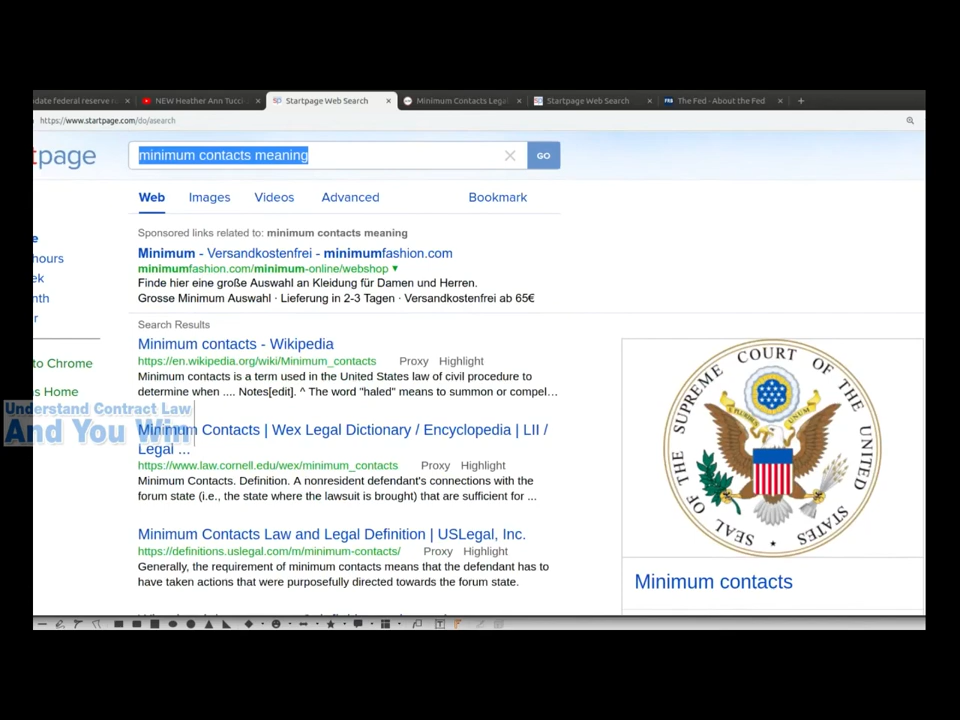 date federal reserve
NEW Heather Ann Tucci
Startpage Web Search
Minimum Contacts Legal
Startpage Web Search
The Fed - About the Fed
https://www.startpage.com/do/asearch
tpage
minimum contacts meaning
GO
Web
Images
Videos
Advanced
Bookmark
Sponsored links related to: minimum contacts meaning
Minimum - Versandkostenfrei - minimumfashion.com
minimumfashion.com/minimum-online/webshop ▼
Finde hier eine große Auswahl an Kleidung für Damen und Herren.
Grosse Minimum Auswahl · Lieferung in 2-3 Tagen · Versandkostenfrei ab 65€
e
hours
ek
nth
r
to Chrome
s Home
Search Results
Minimum contacts - Wikipedia
https://en.wikipedia.org/wiki/Minimum_contacts Proxy Highlight
Minimum contacts is a term used in the United States law of civil procedure to
determine when .... Notes[edit]. ^ The word "haled" means to summon or compel...
Understand Contract Law
And You Win
Minimum Contacts | Wex Legal Dictionary / Encyclopedia | LII /
Legal ...
https://www.law.cornell.edu/wex/minimum_contacts Proxy Highlight
Minimum Contacts. Definition. A nonresident defendant's connections with the
forum state (i.e., the state where the lawsuit is brought) that are sufficient for ...
Minimum Contacts Law and Legal Definition | USLegal, Inc.
https://definitions.uslegal.com/m/minimum-contacts/ Proxy Highlight
Generally, the requirement of minimum contacts means that the defendant has to
have taken actions that were purposefully directed towards the forum state.
SEAL OF THE SUPREME COURT OF THE UNITED STATES
E PLURIBUS UNUM
Minimum contacts